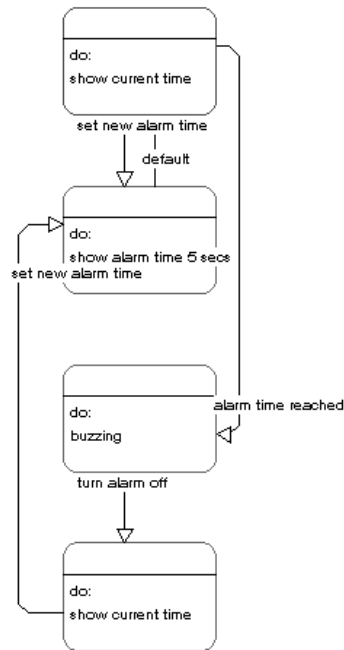 do:
show current time
set new alarm time
default
do:
show alarm time 5 secs
set new alarm time
do:
alarm time reached
buzzing
turn alarm off
do:
show current time